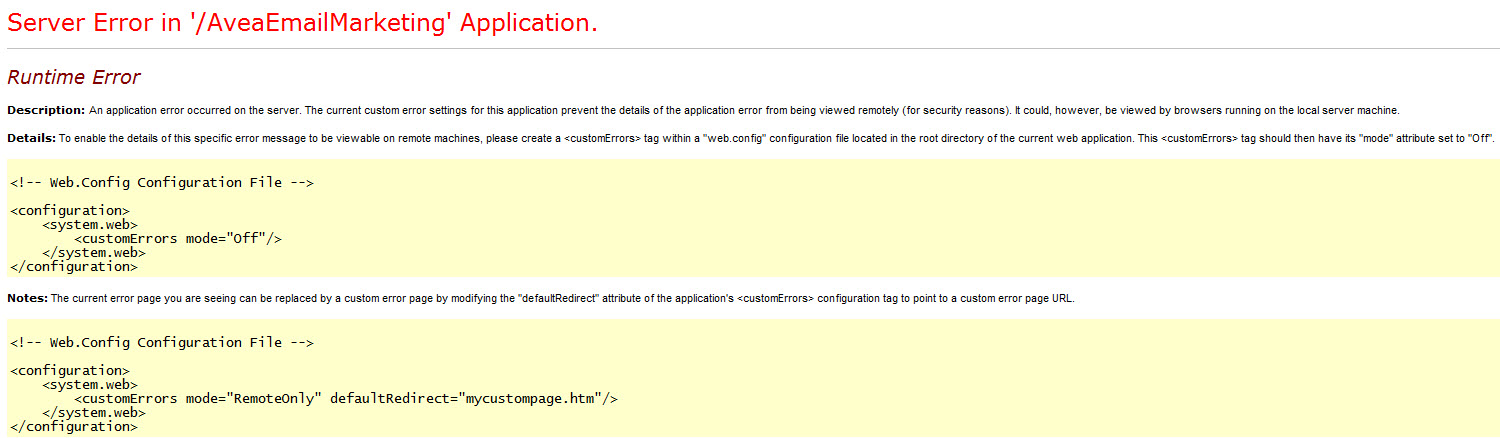 Server Error in '/AveaEmailMarketing' Application.
Runtime Error
Description: An application error occurred on the server. The current custom error settings for this application prevent the details of the application error from being viewed remotely (for security reasons). It could, however, be viewed by browsers running on the local server machine.
Details: To enable the details of this specific error message to be viewable on remote machines, please create a <customErrors> tag within a "web.config" configuration file located in the root directory of the current web application. This <customErrors> tag should then have its "mode" attribute set to "Off".
<!-- Web.Config Configuration File -->
<configuration>
    <system.web>
        <customErrors mode="Off"/>
    </system.web>
</configuration>
Notes: The current error page you are seeing can be replaced by a custom error page by modifying the "defaultRedirect" attribute of the application's <customErrors> configuration tag to point to a custom error page URL.
<!-- Web.Config Configuration File -->
<configuration>
    <system.web>
        <customErrors mode="RemoteOnly" defaultRedirect="mycustompage.htm"/>
    </system.web>
</configuration>